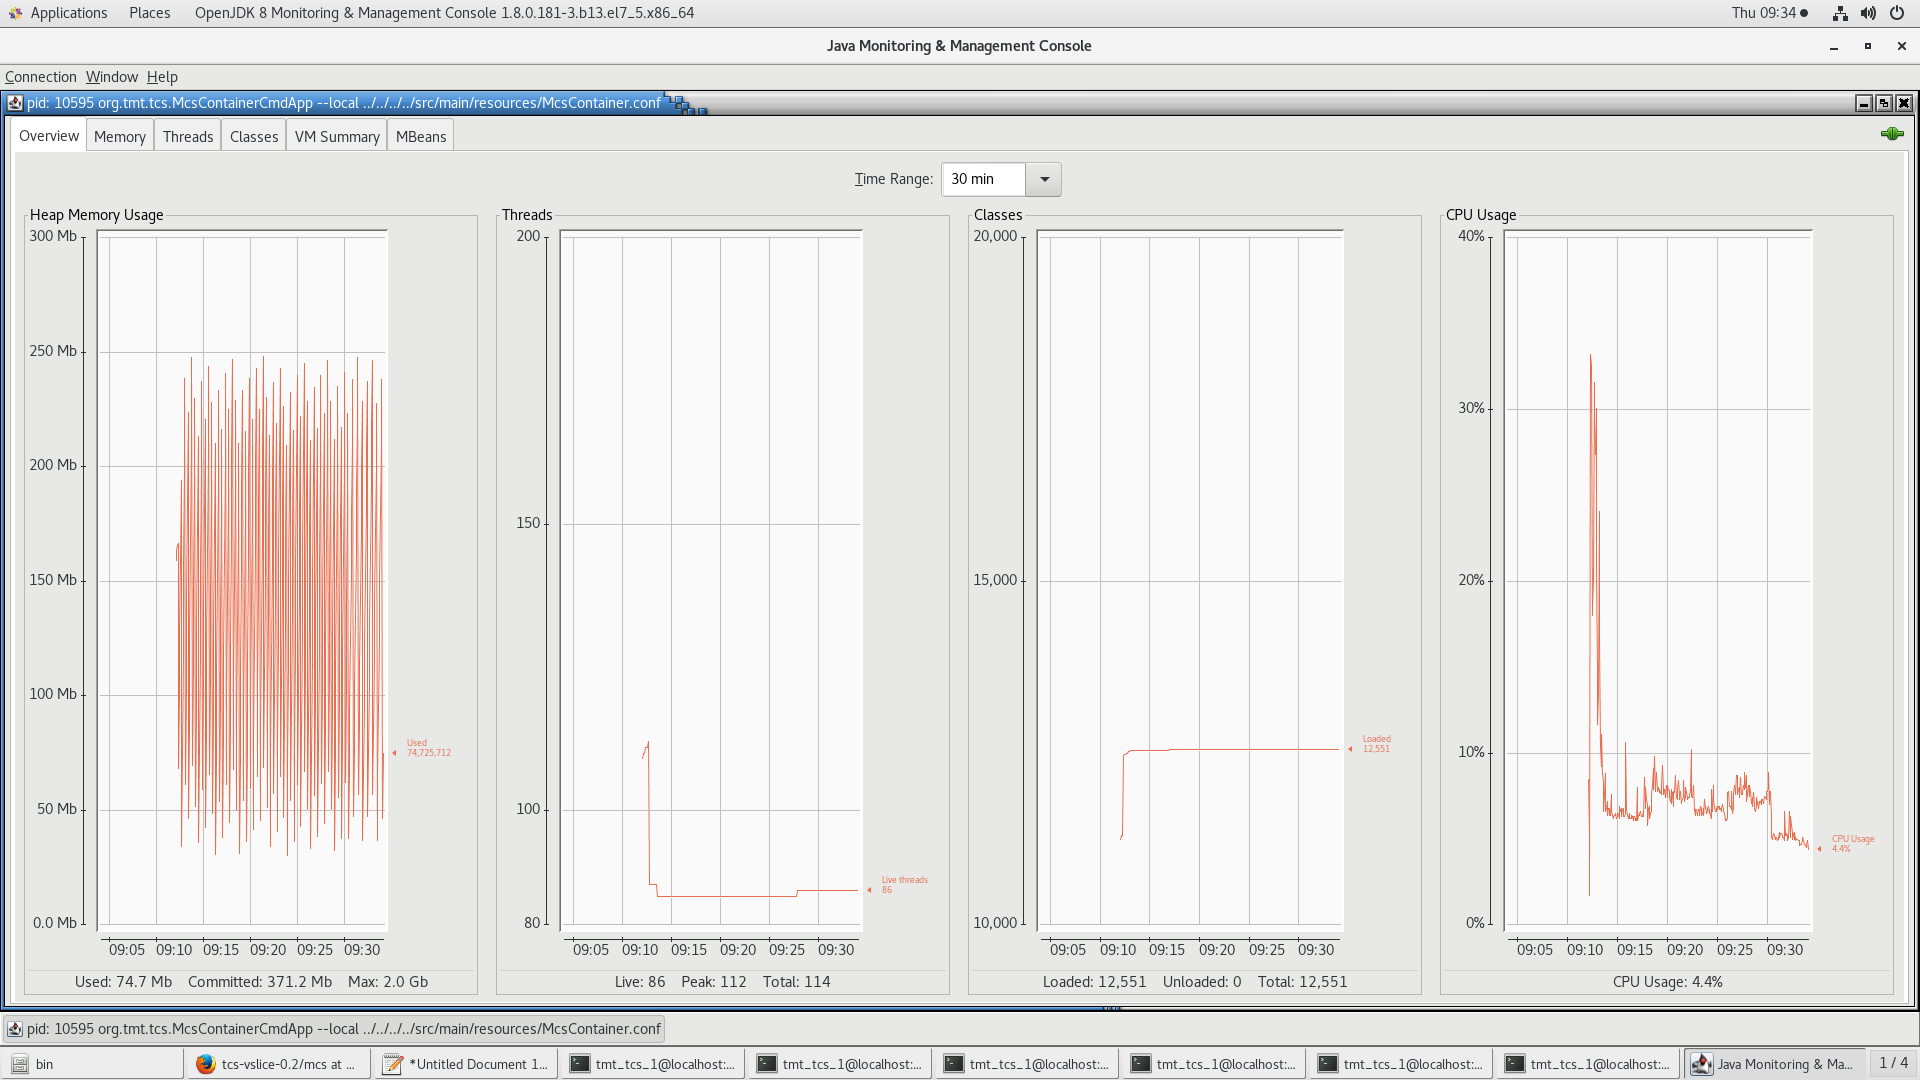 Applications Places OpenJDK 8 Monitoring & Management Console 1.8.0.181-3.b13.el7_5.x86_64 Thu 09:34
Java Monitoring & Management Console
Connection Window Help
pid: 10595 org.tmt.tcs.McsContainerCmdApp --local ../../../../src/main/resources/McsContainer.conf
Overview Memory Threads Classes VM Summary MBeans
Time Range: 30 min
Heap Memory Usage
300 Mb
250 Mb
200 Mb
150 Mb
100 Mb
50 Mb
0.0 Mb
Used
74,725,712
09:05 09:10 09:15 09:20 09:25 09:30
Used: 74.7 Mb Committed: 371.2 Mb Max: 2.0 Gb
Threads
200
150
100
80
Live threads
86
09:05 09:10 09:15 09:20 09:25 09:30
Live: 86 Peak: 112 Total: 114
Classes
20,000
15,000
10,000
Loaded
12,551
09:05 09:10 09:15 09:20 09:25 09:30
Loaded: 12,551 Unloaded: 0 Total: 12,551
CPU Usage
40%
30%
20%
10%
0%
CPU Usage
4.4%
09:05 09:10 09:15 09:20 09:25 09:30
CPU Usage: 4.4%
pid: 10595 org.tmt.tcs.McsContainerCmdApp --local ../../../../src/main/resources/McsContainer.conf
bin tcs-vslice-0.2/mcs at ... *Untitled Document 1... tmt_tcs_1@localhost:... tmt_tcs_1@localhost:... tmt_tcs_1@localhost:... tmt_tcs_1@localhost:... tmt_tcs_1@localhost:... tmt_tcs_1@localhost:... Java Monitoring & Ma... 1 / 4